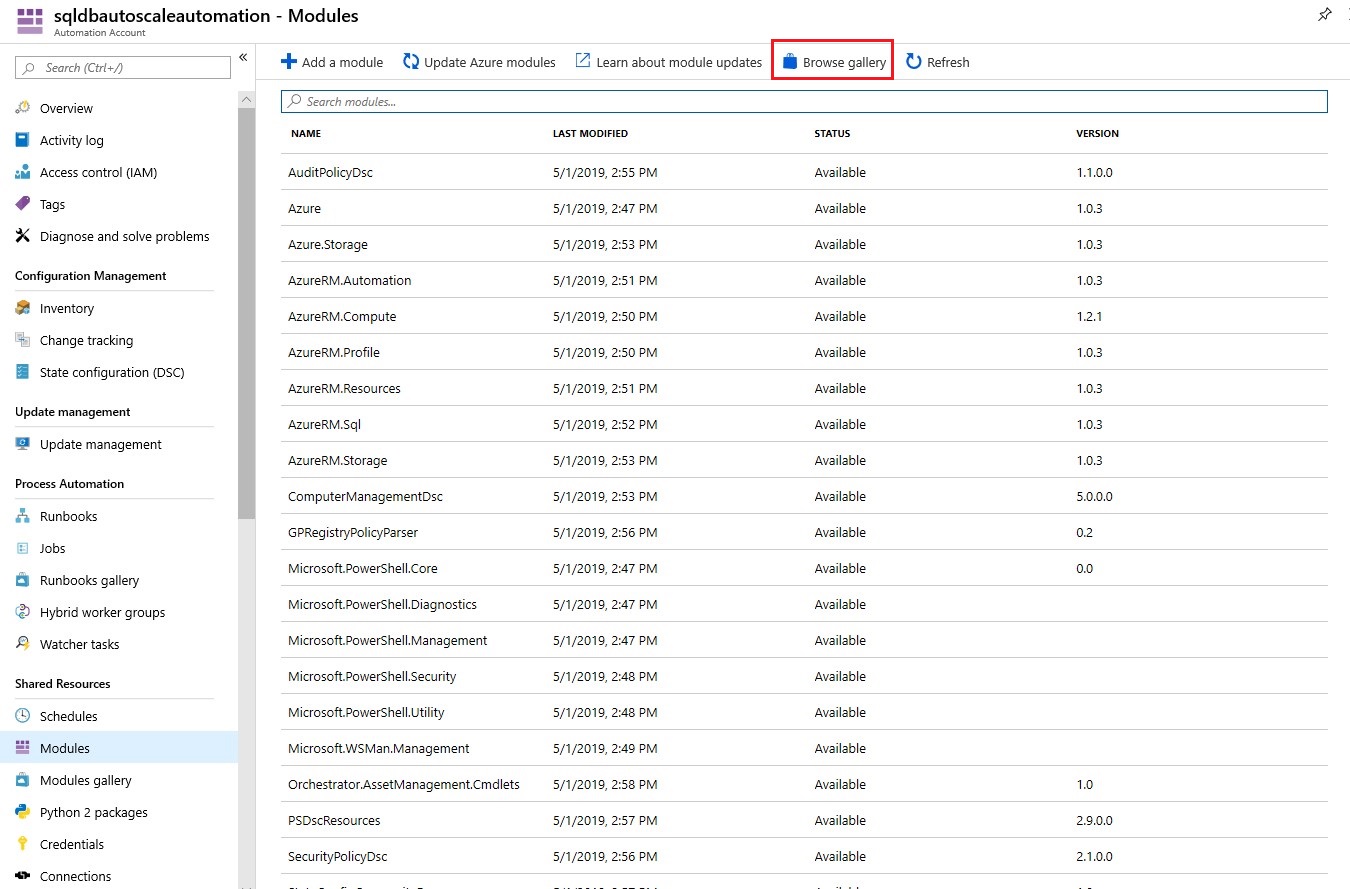 sqldbautoscaleautomation - Modules
Automation Account
Search (Ctrl+/)
«
Overview
Activity log
Access control (IAM)
Tags
Diagnose and solve problems
Configuration Management
Inventory
Change tracking
State configuration (DSC)
Update management
Update management
Process Automation
Runbooks
Jobs
Runbooks gallery
Hybrid worker groups
Watcher tasks
Shared Resources
Schedules
Modules
Modules gallery
Python 2 packages
Credentials
Connections
Add a module Update Azure modules Learn about module updates Browse gallery Refresh
Search modules...
NAME LAST MODIFIED STATUS VERSION
AuditPolicyDsc 5/1/2019, 2:55 PM Available 1.1.0.0
Azure 5/1/2019, 2:47 PM Available 1.0.3
Azure.Storage 5/1/2019, 2:53 PM Available 1.0.3
AzureRM.Automation 5/1/2019, 2:51 PM Available 1.0.3
AzureRM.Compute 5/1/2019, 2:50 PM Available 1.2.1
AzureRM.Profile 5/1/2019, 2:50 PM Available 1.0.3
AzureRM.Resources 5/1/2019, 2:51 PM Available 1.0.3
AzureRM.Sql 5/1/2019, 2:52 PM Available 1.0.3
AzureRM.Storage 5/1/2019, 2:53 PM Available 1.0.3
ComputerManagementDsc 5/1/2019, 2:53 PM Available 5.0.0.0
GPRegistryPolicyParser 5/1/2019, 2:56 PM Available 0.2
Microsoft.PowerShell.Core 5/1/2019, 2:47 PM Available 0.0
Microsoft.PowerShell.Diagnostics 5/1/2019, 2:47 PM Available
Microsoft.PowerShell.Management 5/1/2019, 2:47 PM Available
Microsoft.PowerShell.Security 5/1/2019, 2:48 PM Available
Microsoft.PowerShell.Utility 5/1/2019, 2:48 PM Available
Microsoft.WSMan.Management 5/1/2019, 2:49 PM Available
Orchestrator.AssetManagement.Cmdlets 5/1/2019, 2:58 PM Available 1.0
PSDscResources 5/1/2019, 2:57 PM Available 2.9.0.0
SecurityPolicyDsc 5/1/2019, 2:56 PM Available 2.1.0.0